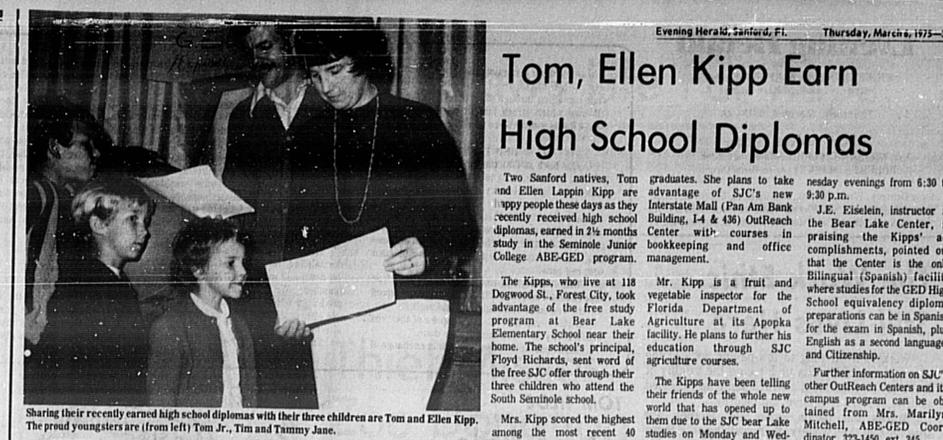 Evening Herald, Sanford, Fl. Thursday, March 6, 1975—
Tom, Ellen Kipp Earn
High School Diplomas
Sharing their recently earned high school diplomas with their three children are Tom and Ellen Kipp.
The proud youngsters are (from left) Tom Jr., Tim and Tammy Jane.
Two Sanford natives, Tom
and Ellen Lappin Kipp are
happy people these days as they
recently received high school
diplomas, earned in 2½ months
study in the Seminole Junior
College ABE-GED program.
The Kipps, who live at 118
Dogwood St., Forest City, took
advantage of the free study
program at Bear Lake
Elementary School near their
home. The school's principal,
Floyd Richards, sent word of
the free SJC offer through their
three children who attend the
South Seminole school.
Mrs. Kipp scored the highest
among the most recent 40
graduates. She plans to take
advantage of SJC's new
Interstate Mall (Pan Am Bank
Building, I-4 & 436) OutReach
Center with courses in
bookkeeping and office
management.
Mr. Kipp is a fruit and
vegetable inspector for the
Florida Department of
Agriculture at its Apopka
facility. He plans to further his
education through SJC
agriculture courses.
The Kipps have been telling
their friends of the whole new
world that has opened up to
them due to the SJC bear Lake
studies on Monday and Wed-
nesday evenings from 6:30
9:30 p.m.
J.E. Eiselein, instructor
the Bear Lake Center,
praising the Kipps' a
complishments, pointed o
that the Center is the on
Bilingual (Spanish) facili
where studies for the GED Hig
School equivalency diplom
preparations can be in Spanis
for the exam in Spanish, pl
English as a second language
and Citizenship.
Further information on SJC'
other OutReach Centers and it
campus program can be ob
tained from Mrs. Marily
Mitchell, ABE-GED Coor
dinator, 323-1450, ext. 345